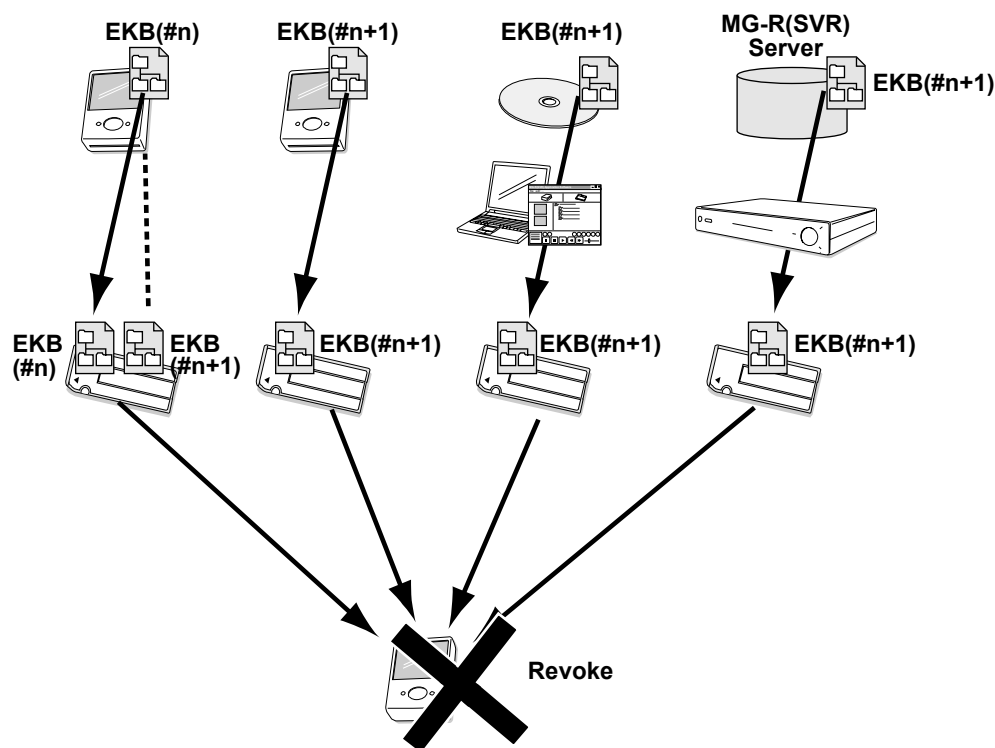 EKB(#n)
EKB(#n+1)
EKB(#n+1)
MG-R(SVR)
Server
EKB(#n+1)
EKB
(#n)
EKB
(#n+1)
EKB(#n+1)
EKB(#n+1)
EKB(#n+1)
Revoke